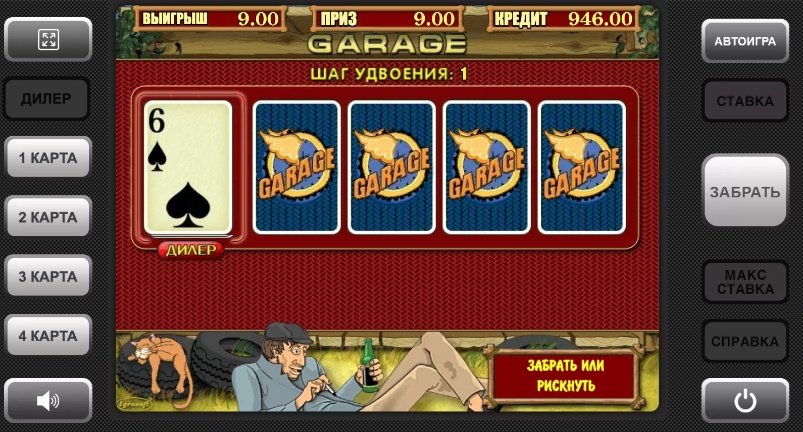 ВЫИГРЫШ 9.00 ПРИЗ 9.00 КРЕДИТ 946.00
GARAGE
ШАГ УДВОЕНИЯ: 1
6
GARAGE GARAGE GARAGE GARAGE
ДИЛЕР
ДИЛЕР
1 КАРТА
2 КАРТА
3 КАРТА
4 КАРТА
АВТОИГРА
СТАВКА
ЗАБРАТЬ
МАКС
СТАВКА
СПРАВКА
ЗАБРАТЬ ИЛИ
РИСКНУТЬ
Igrosoft